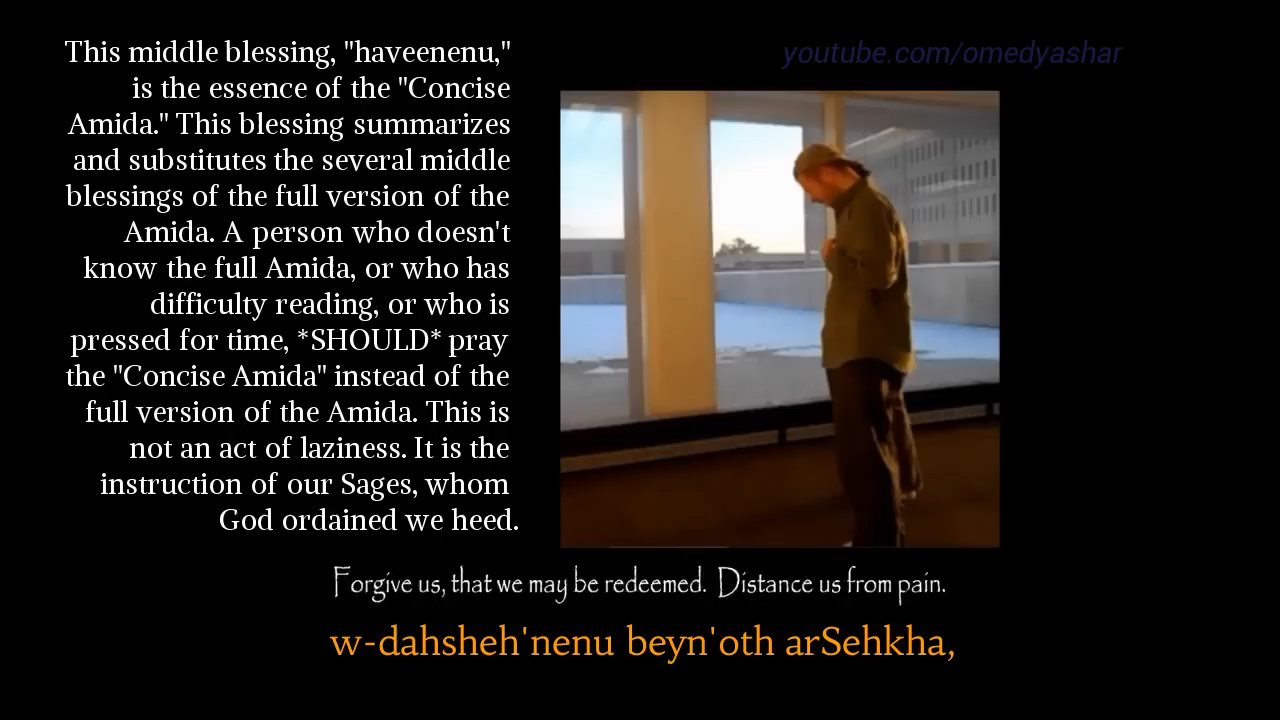 This middle blessing, "haveenenu,"
is the essence of the "Concise
Amida." This blessing summarizes
and substitutes the several middle
blessings of the full version of the
Amida. A person who doesn't
know the full Amida, or who has
difficulty reading, or who is
pressed for time, *SHOULD* pray
the "Concise Amida" instead of the
full version of the Amida. This is
not an act of laziness. It is the
instruction of our Sages, whom
God ordained we heed.
youtube.com/omedyashar
Forgive us, that we may be redeemed. Distance us from pain.
w-dahsheh'nenu beyn'oth arSehkha,